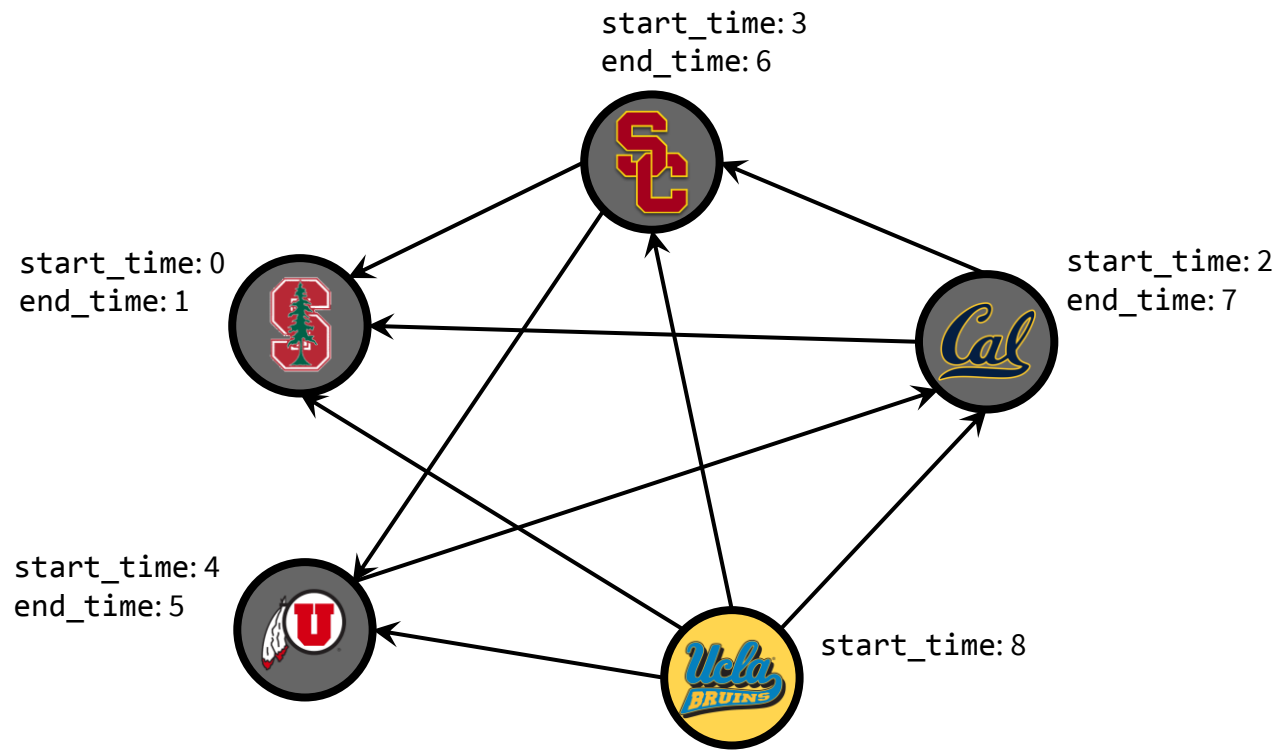 start_time: 3
end_time: 6
SC
start_time: 0
end_time: 1
S
start_time: 2
end_time: 7
Cal
start_time: 4
end_time: 5
U
start_time: 8
Ucla
BRUINS